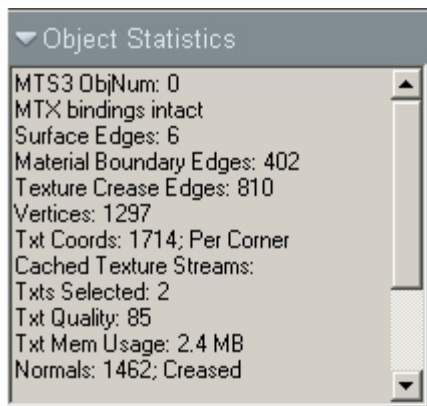 Object Statistics
MTS3 ObjNum: 0
MTX bindings intact
Surface Edges: 6
Material Boundary Edges: 402
Texture Crease Edges: 810
Vertices: 1297
Txt Coords: 1714; Per Corner
Cached Texture Streams:
Txts Selected: 2
Txt Quality: 85
Txt Mem Usage: 2.4 MB
Normals: 1462; Creased